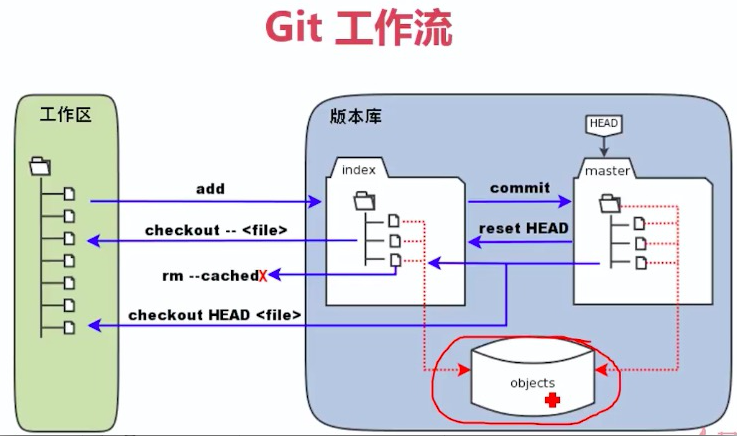 Git 工作流
工作区
版本库
HEAD
index
master
add
commit
checkout -- <file>
reset HEAD
rm --cached
X
checkout HEAD <file>
objects